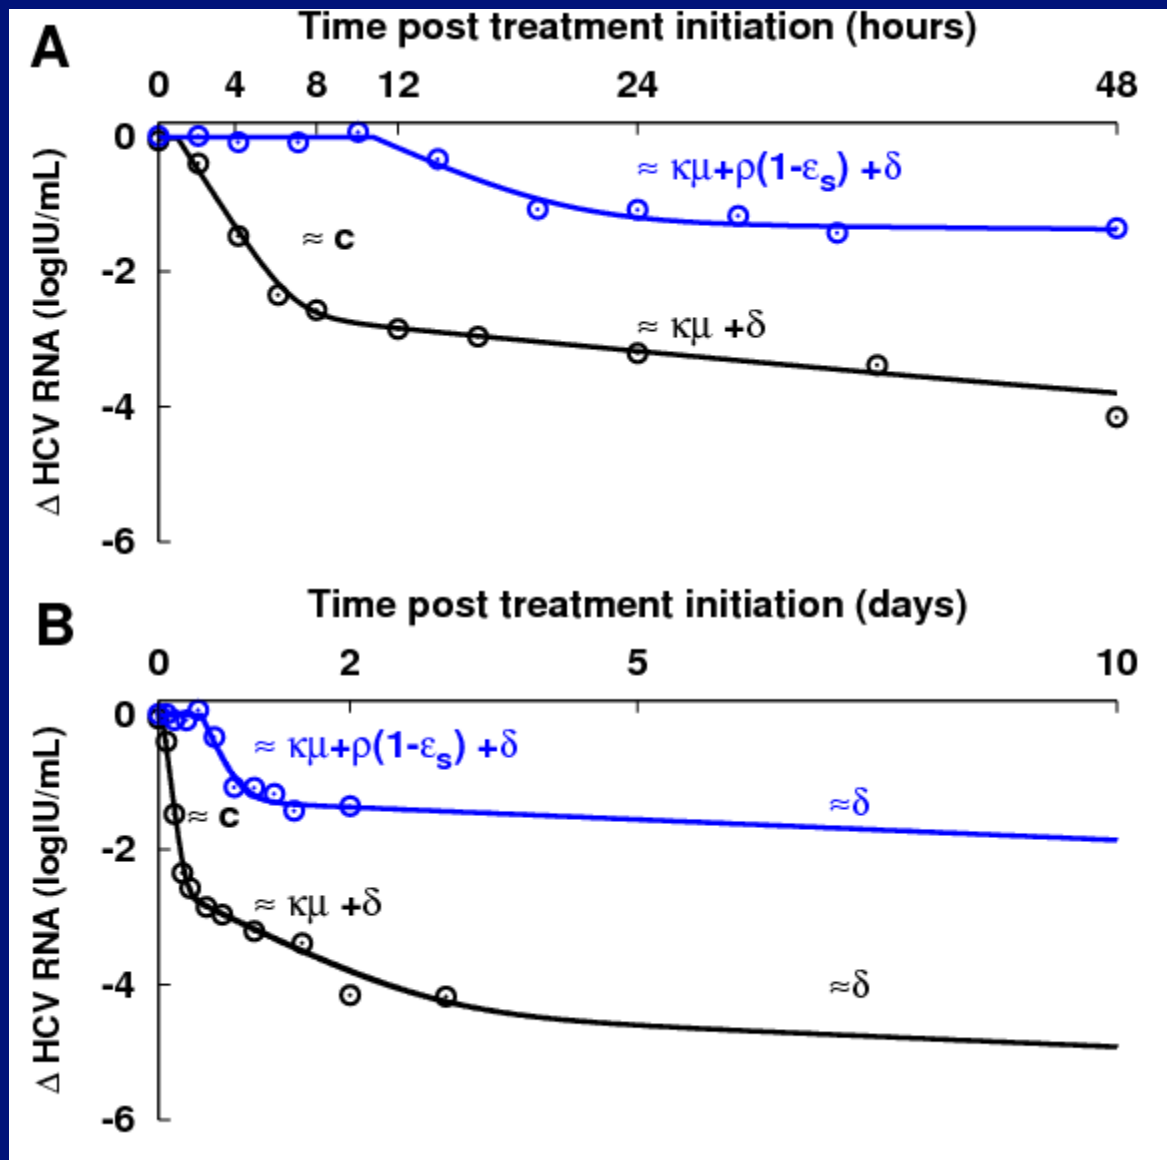 A
Time post treatment initiation (hours)
0 4 8 12 24 48
Δ HCV RNA (logIU/mL)
0
-2
-4
-6
≈ κμ+ρ(1-εs) +δ
≈ c
≈ κμ +δ
B
Time post treatment initiation (days)
0 2 5 10
Δ HCV RNA (logIU/mL)
0
-2
-4
-6
≈ κμ+ρ(1-εs) +δ
≈δ
≈ c
≈ κμ +δ
≈δ